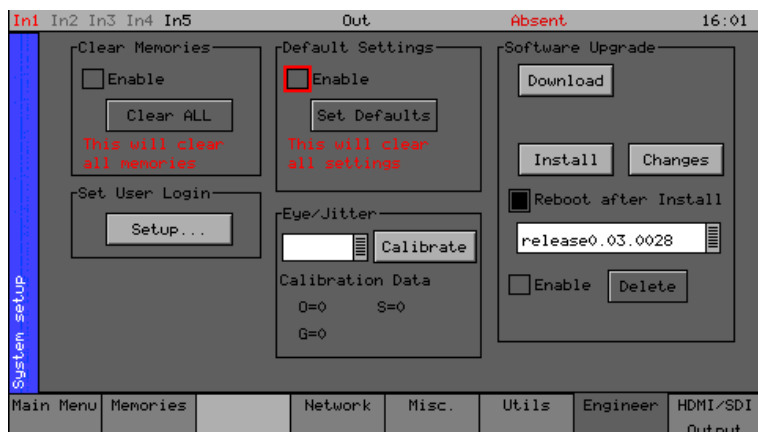 In1 In2 In3 In4 In5 Out Absent 16:01
System setup
Clear Memories
Enable
Clear ALL
This will clear
all memories
Set User Login
Setup...
Default Settings
Enable
Set Defaults
This will clear
all settings
Eye/Jitter
Calibrate
Calibration Data
O=0 S=0
G=0
Software Upgrade
Download
Install Changes
Reboot after Install
release0.03.0028
Enable Delete
Main Menu Memories Network Misc. Utils Engineer HDMI/SDI
Output